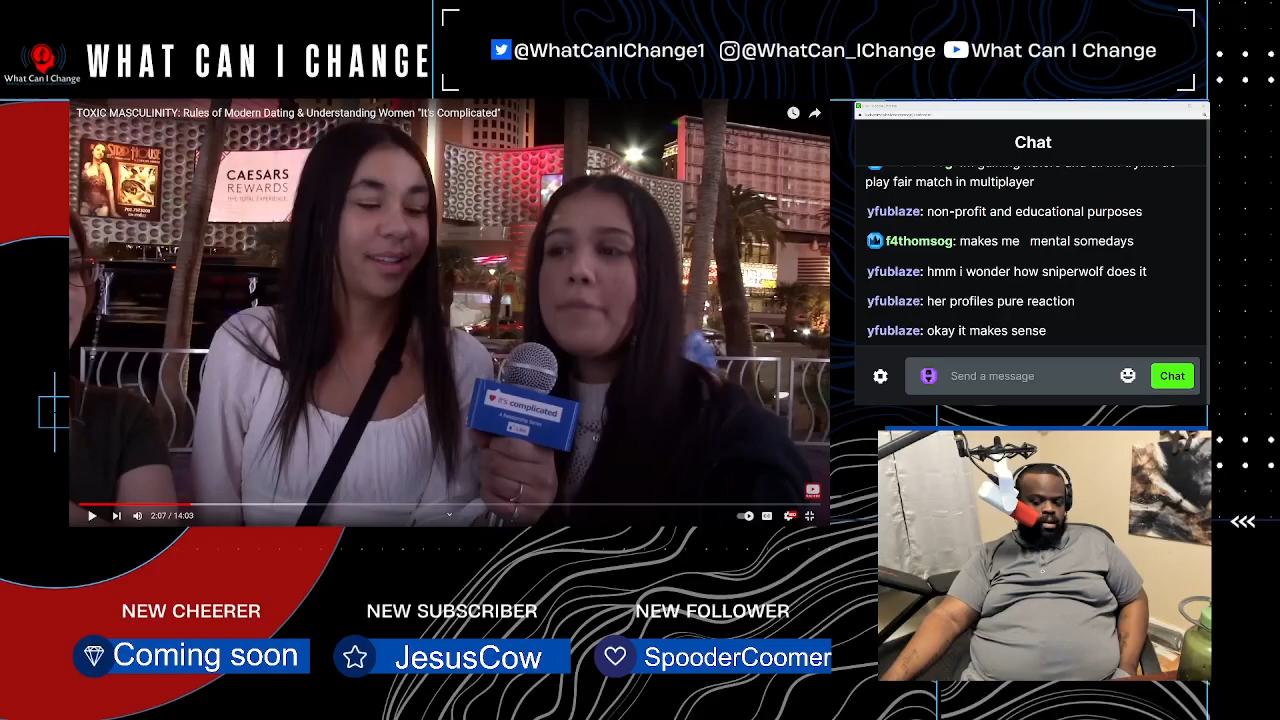 What Can I Change
WHAT CAN I CHANGE
@WhatCanIChange1
@WhatCan_IChange
What Can I Change
TOXIC MASCULINITY: Rules of Modern Dating & Understanding Women "It's Complicated"
STRIP HOUSE
CAESARS
REWARDS
it's complicated
2:07 / 14:03
Chat
play fair match in multiplayer
yfublaze: non-profit and educational purposes
f4thomsog: makes me mental somedays
yfublaze: hmm i wonder how sniperwolf does it
yfublaze: her profiles pure reaction
yfublaze: okay it makes sense
Send a message
Chat
NEW CHEERER
Coming soon
NEW SUBSCRIBER
JesusCow
NEW FOLLOWER
SpooderCoomer